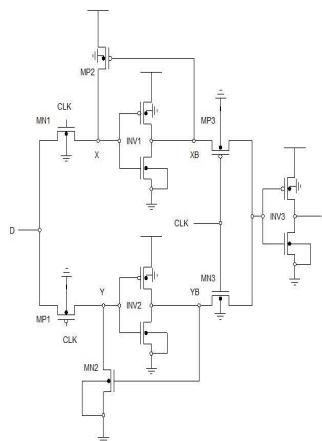 MP2
CLK
MN1
INV1
MP3
X
XB
CLK
D
INV3
Y
YB
MN3
MP1
INV2
CLK
MN2